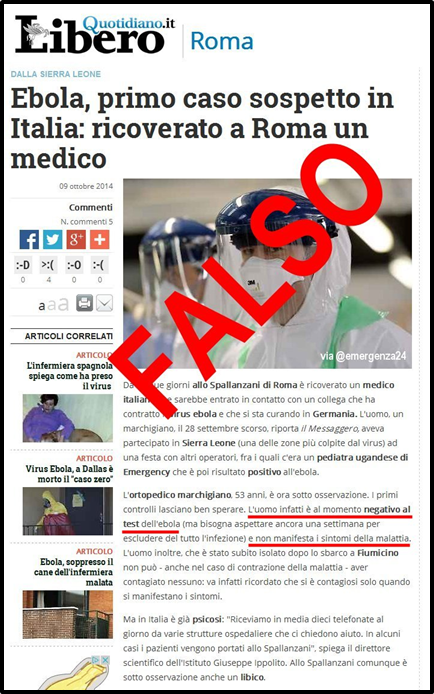 Libero Quotidiano.it
Roma
DALLA SIERRA LEONE
Ebola, primo caso sospetto in
Italia: ricoverato a Roma un
medico
09 ottobre 2014
Commenti
N. commenti 5
:-D >:( :-O :-(
0 4 0 0
a a a
ARTICOLI CORRELATI
ARTICOLO
L'infermiera spagnola
spiega come ha preso
il virus
ARTICOLO
Virus Ebola, a Dallas è
morto il "caso zero"
ARTICOLO
Ebola, soppresso il
cane dell'infermiera
malata
FALSO
via @emergenza24
Da due giorni allo Spallanzani di Roma è ricoverato un medico
italiano che sarebbe entrato in contatto con un collega che ha
contratto il virus ebola e che si sta curando in Germania. L'uomo, un
marchigiano, il 28 settembre scorso, riporta il Messaggero, aveva
partecipato in Sierra Leone (una delle zone più colpite dal virus) ad
una festa con altri operatori, fra i quali c'era un pediatra ugandese di
Emergency che è poi risultato positivo all'ebola.
L'ortopedico marchigiano, 53 anni, è ora sotto osservazione. I primi
controlli lasciano ben sperare. L'uomo infatti è al momento negativo al
test dell'ebola (ma bisogna aspettare ancora una settimana per
escludere del tutto l'infezione) e non manifesta i sintomi della malattia.
L'uomo inoltre, che è stato subito isolato dopo lo sbarco a Fiumicino
non può - anche nel caso di contrazione della malattia - aver
contagiato nessuno: va infatti ricordato che si è contagiosi solo quando
si manifestano i sintomi.
Ma in Italia è già psicosi: "Riceviamo in media dieci telefonate al
giorno da varie strutture ospedaliere che ci chiedono aiuto. In alcuni
casi i pazienti vengono portati allo Spallanzani", spiega il direttore
scientifico dell'istituto Giuseppe Ippolito. Allo Spallanzani comunque è
sotto osservazione anche un libico.